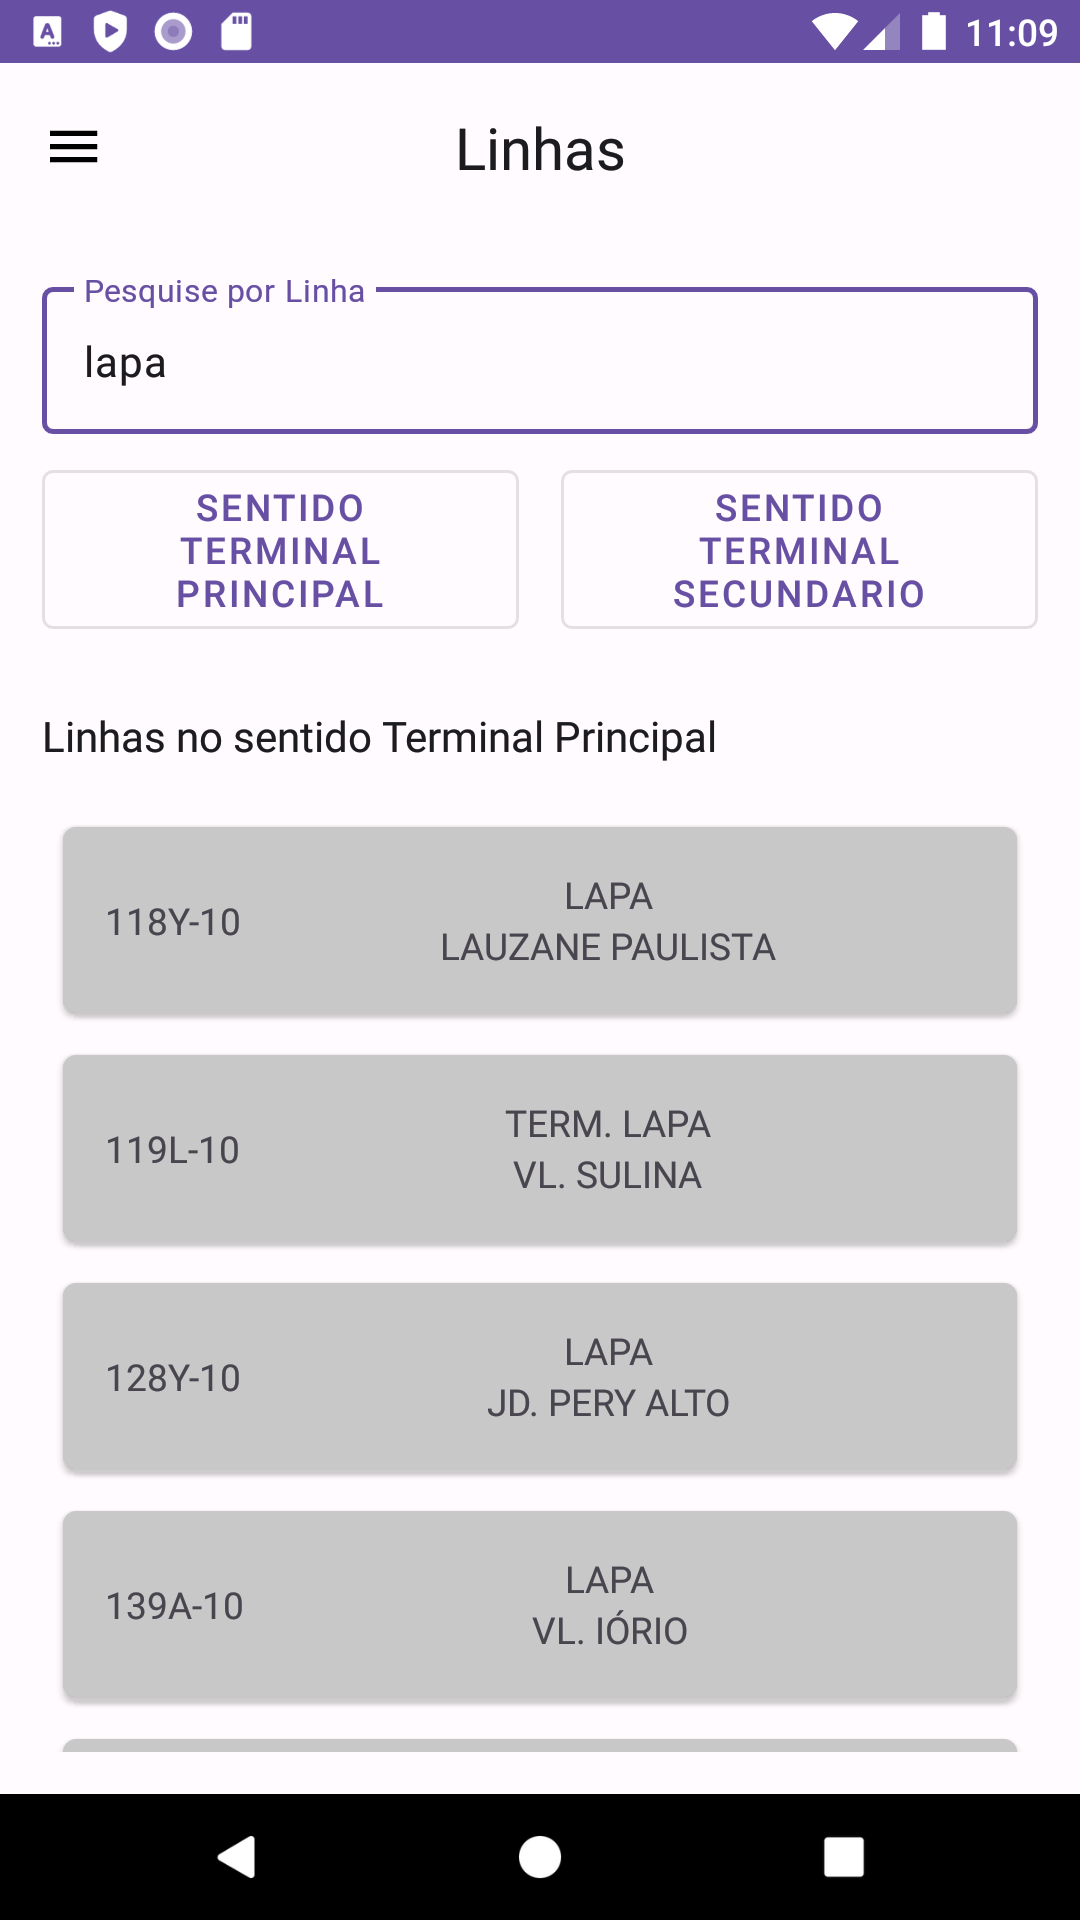 11:09
Linhas
Pesquise por Linha
lapa
SENTIDO
TERMINAL
PRINCIPAL
SENTIDO
TERMINAL
SECUNDARIO
Linhas no sentido Terminal Principal
118Y-10
LAPA
LAUZANE PAULISTA
119L-10
TERM. LAPA
VL. SULINA
128Y-10
LAPA
JD. PERY ALTO
139A-10
LAPA
VL. IÓRIO